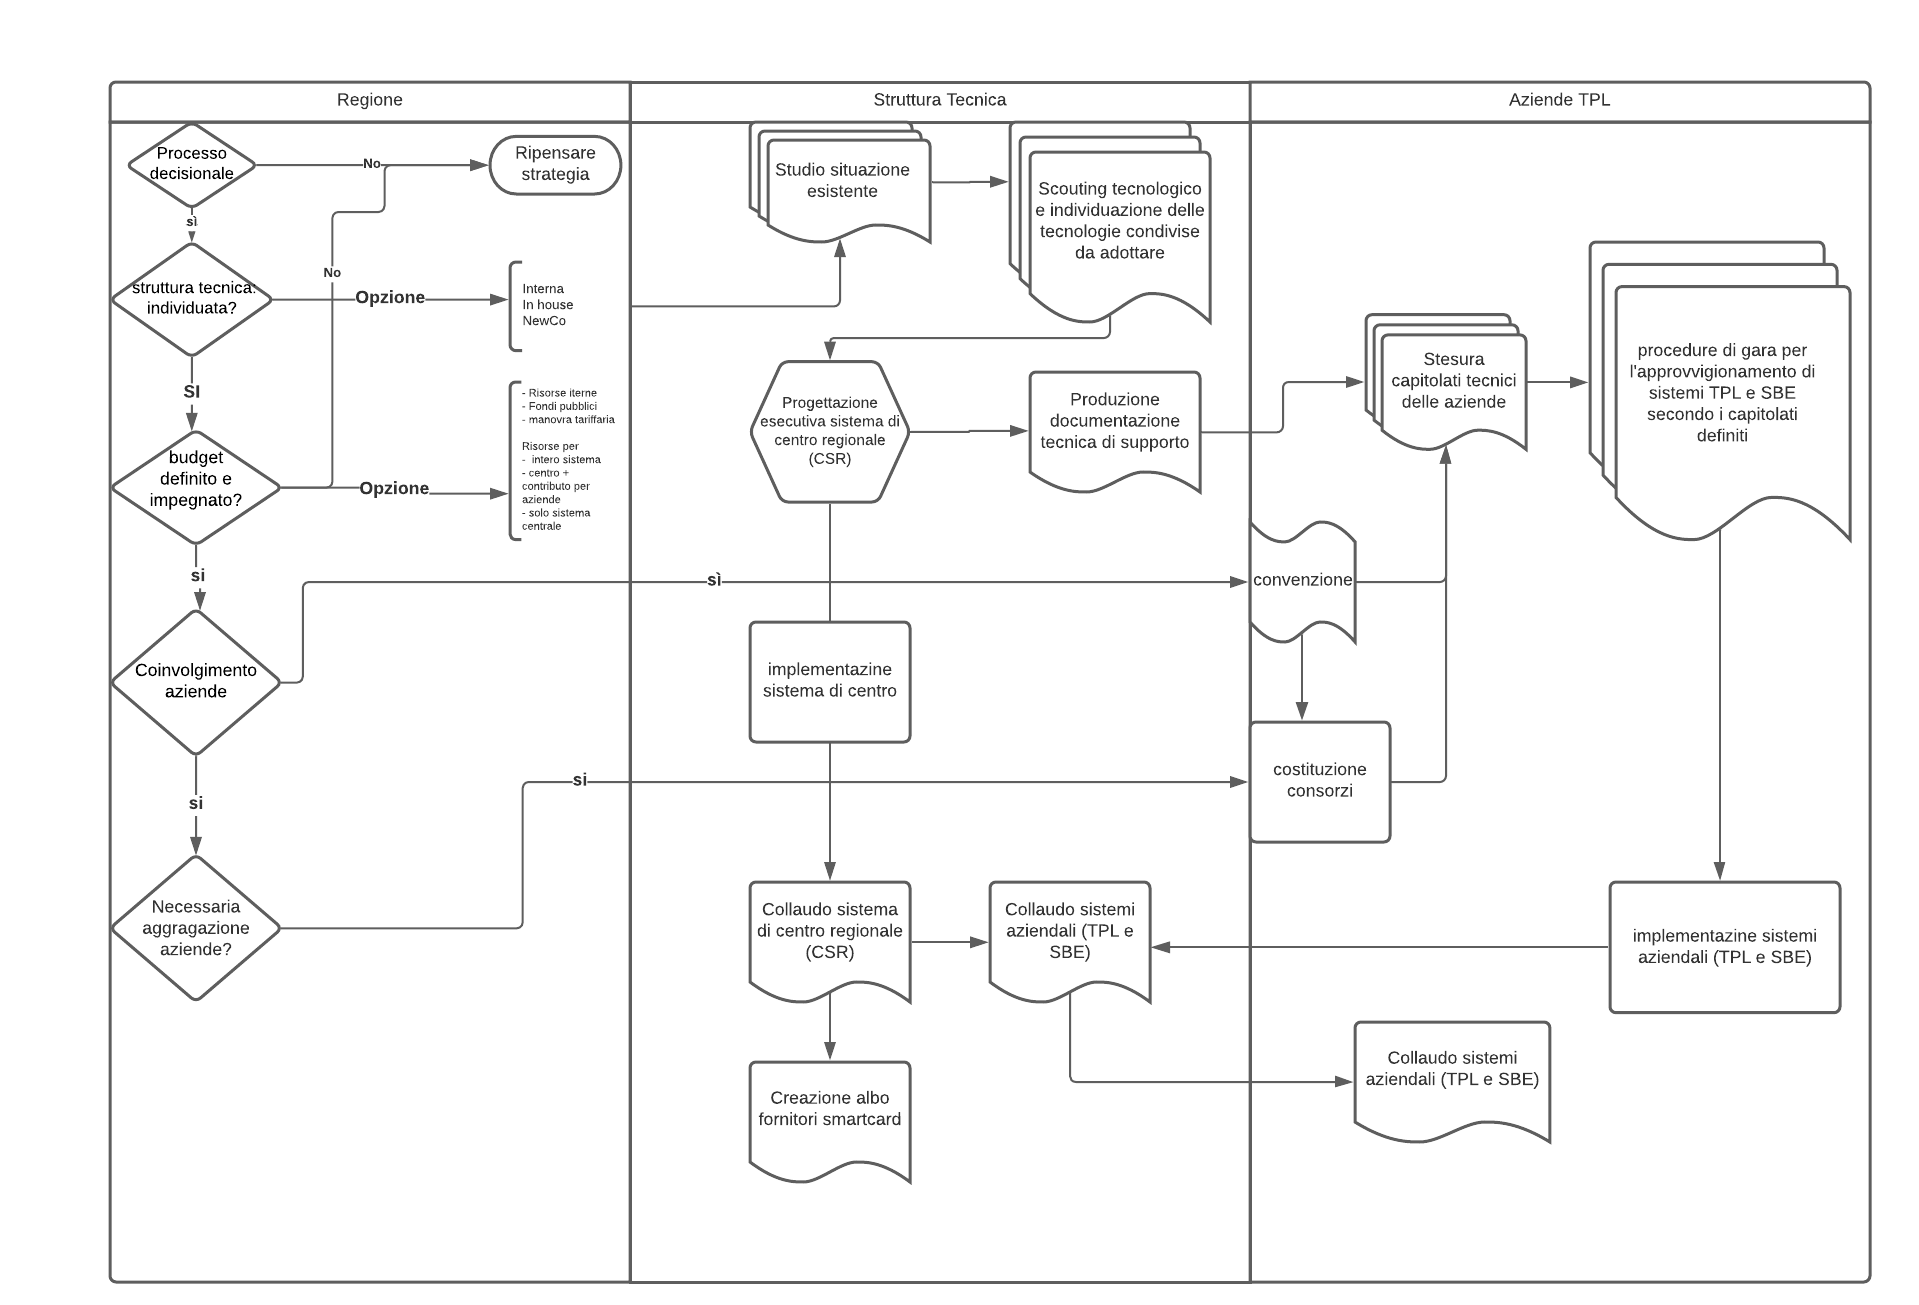 Regione
Struttura Tecnica
Aziende TPL
Processo
decisionale
No
Ripensare
strategia
sì
struttura tecnica:
individuata?
No
Opzione
Interna
In house
NewCo
SI
budget
definito e
impegnato?
Opzione
- Risorse iterne
- Fondi pubblici
- manovra tariffaria
Risorse per
- intero sistema
- centro +
contributo per
aziende
- solo sistema
centrale
si
Coinvolgimento
aziende
sì
si
Necessaria
aggragazione
aziende?
si
Studio situazione
esistente
Scouting tecnologico
e individuazione delle
tecnologie condivise
da adottare
Progettazione
esecutiva sistema di
centro regionale
(CSR)
Produzione
documentazione
tecnica di supporto
implementazine
sistema di centro
Collaudo sistema
di centro regionale
(CSR)
Collaudo sistemi
aziendali (TPL e
SBE)
Creazione albo
fornitori smartcard
Stesura
capitolati tecnici
delle aziende
procedure di gara per
l'approvvigionamento di
sistemi TPL e SBE
secondo i capitolati
definiti
convenzione
costituzione
consorzi
implementazine sistemi
aziendali (TPL e SBE)
Collaudo sistemi
aziendali (TPL e SBE)